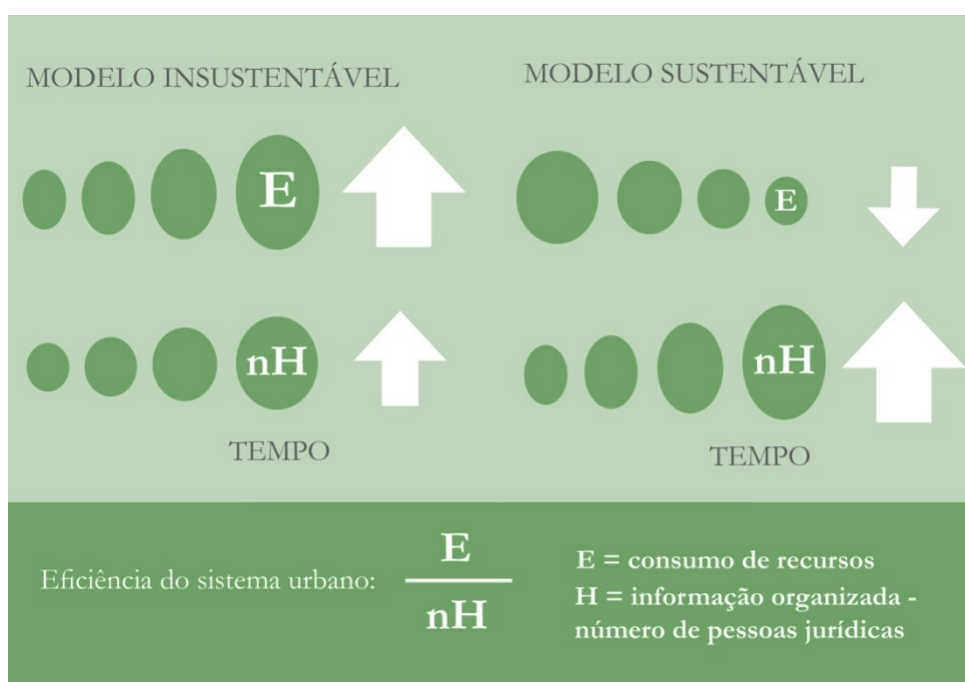 MODELO INSUSTENTÁVEL
MODELO SUSTENTÁVEL
E
E
nH
nH
TEMPO
TEMPO
Eficiência do sistema urbano:
E
nH
E = consumo de recursos
H = informação organizada -
número de pessoas jurídicas